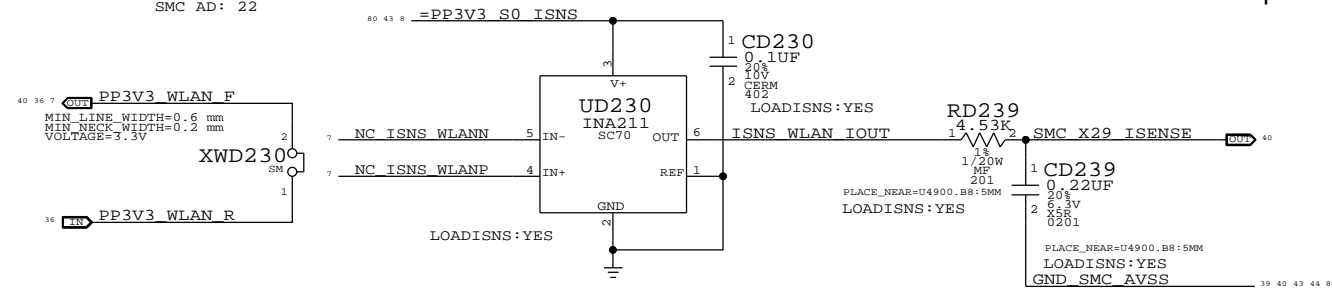 SMC AD: 22
80 43 8 =PP3V3_S0_ISNS
1 CD230
0.1UF
20%
10V
CERM
402
2
LOADISNS:YES
3
V+
UD230
INA211
SC70
40 36 7 OUT PP3V3_WLAN_F
MIN_LINE_WIDTH=0.6 mm
MIN_NECK_WIDTH=0.2 mm
VOLTAGE=3.3V
2
XWD230
SM
1
36 IN PP3V3_WLAN_R
7 NC_ISNS_WLANN 5 IN-
OUT 6 ISNS_WLAN_IOUT
7 NC_ISNS_WLANP 4 IN+
REF 1
GND
2
LOADISNS:YES
RD239
4.53K
1 2
1%
1/20W
MF
201
PLACE_NEAR=U4900.B8:5MM
LOADISNS:YES
SMC_X29_ISENSE OUT 40
1 CD239
0.22UF
20%
6.3V
X5R
0201
2
PLACE_NEAR=U4900.B8:5MM
LOADISNS:YES
GND_SMC_AVSS 39 40 43 44 8